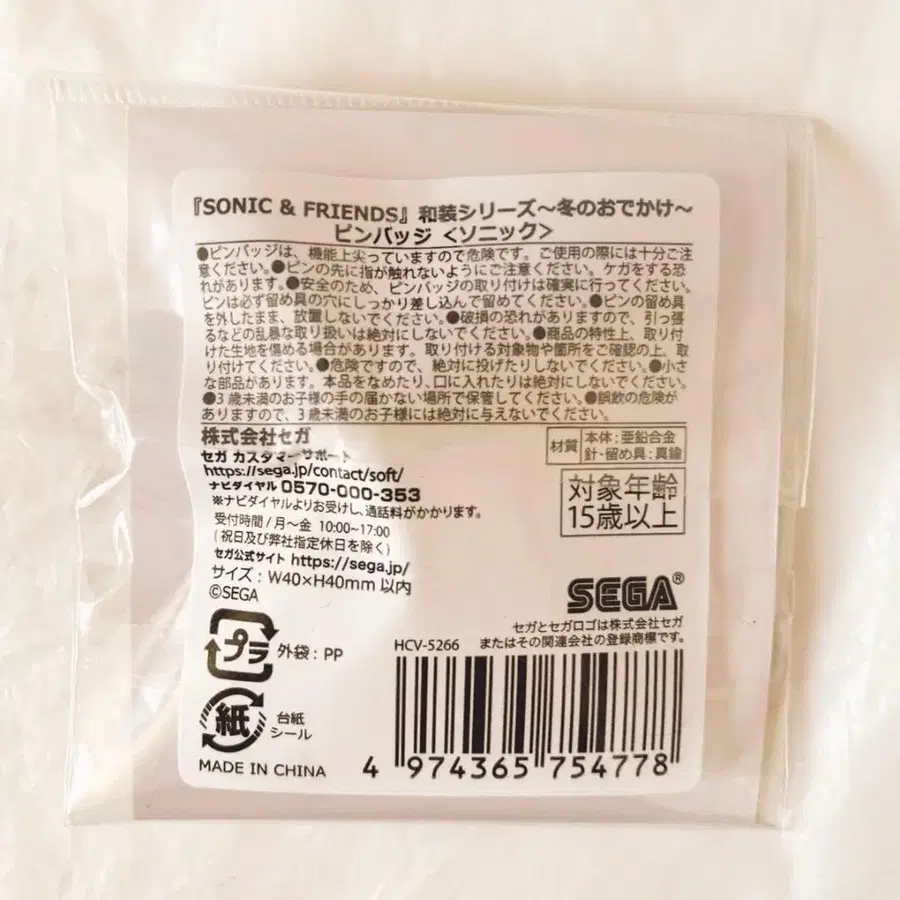 『SONIC & FRIENDS』 和装シリーズ～冬のおでかけ～
ピンバッジ <ソニック>
●ピンバッジは、機能上尖っていますので危険です。ご使用の際には十分ご注
意ください。●ピンの先に指が触れないようにご注意ください。ケガをする恐
れがあります。●安全のため、ピンバッジの取り付けは確実に行ってください。
ピンは必ず留め具の穴にしっかり差し込んで留めてください。●ピンの留め具
を外したまま、放置しないでください。●破損の恐れがありますので、引っ張
るなどの乱暴な取り扱いは絶対にしないでください。●商品の特性上、取り付
けた生地を傷める場合があります。取り付ける対象物や箇所をご確認の上、取
り付けてください。●危険ですので、絶対に投げたりしないでください。●小さ
な部品があります。本品をなめたり、口に入れたりは絶対にしないでください。
●3歳未満のお子様の手の届かない場所で保管してください。●誤飲の危険が
ありますので、3歳未満のお子様には絶対に与えないでください。
株式会社セガ
セガ カスタマーサポート
https://sega.jp/contact/soft/
ナビダイヤル 0570-000-353
※ナビダイヤルよりお受けし、通話料がかかります。
受付時間/月～金 10:00~17:00
(祝日及び弊社指定休日を除く)
セガ公式サイト https://sega.jp/
サイズ：W40×H40mm 以内
©SEGA
材質
本体：亜鉛合金
針・留め具：真鍮
対象年齢
15歳以上
SEGA®
セガとセガロゴは株式会社セガ
またはその関連会社の登録商標です。
プラ
外袋：PP
紙
台紙
シール
MADE IN CHINA
HCV-5266
4 974365 754778